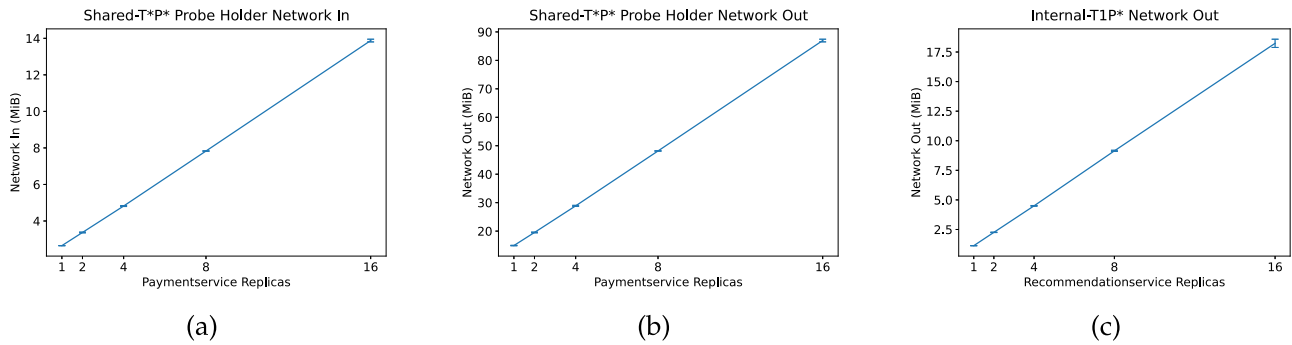 Shared-T*P* Probe Holder Network In
14
12
10
8
6
4
Network In (MiB)
1 2 4 8 16
Paymentservice Replicas
(a)
Shared-T*P* Probe Holder Network Out
90
80
70
60
50
40
30
20
Network Out (MiB)
1 2 4 8 16
Paymentservice Replicas
(b)
Internal-T1P* Network Out
17.5
15.0
12.5
10.0
7.5
5.0
2.5
Network Out (MiB)
1 2 4 8 16
Recommendationservice Replicas
(c)